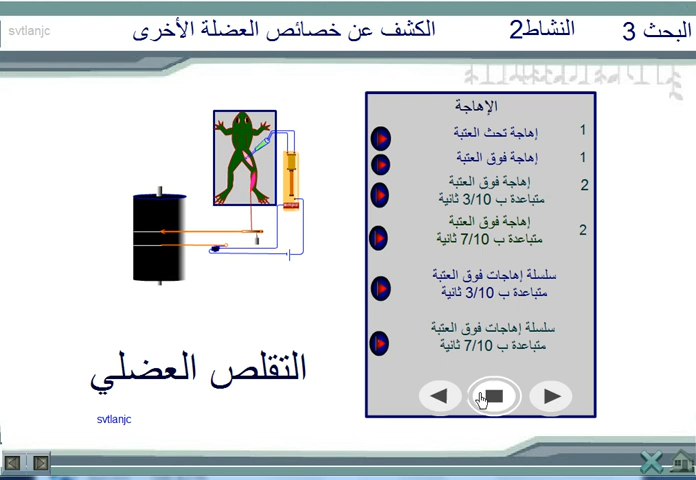 البحث 3 النشاط2 الكشف عن خصائص العضلة الأخرى
svtlanjc
الإهاجة
1 إهاجة تحث العتبة
1 إهاجة فوق العتبة
2 إهاجة فوق العتبة
متباعدة ب 3/10 ثانية
2 إهاجة فوق العتبة
متباعدة ب 7/10 ثانية
سلسلة إهاجات فوق العتبة
متباعدة ب 3/10 ثانية
سلسلة إهاجات فوق العتبة
متباعدة ب 7/10 ثانية
التقلص العضلي
svtlanjc